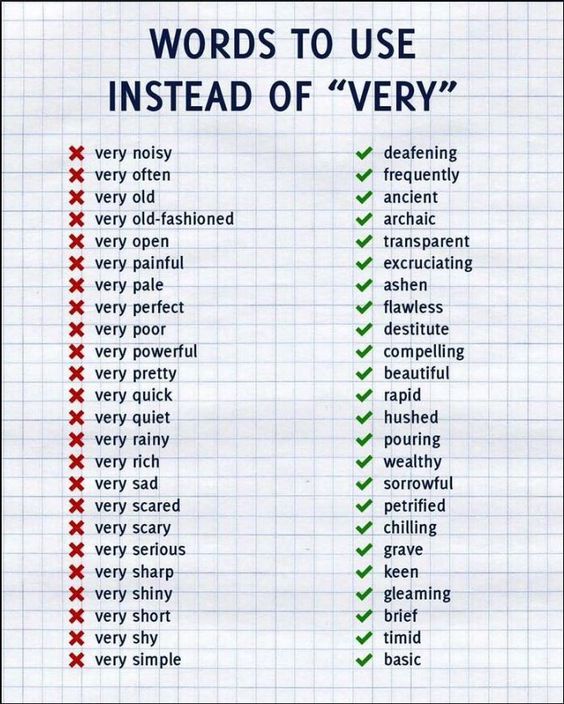 WORDS TO USE
INSTEAD OF “VERY”
very noisy deafening
very often frequently
very old ancient
very old-fashioned archaic
very open transparent
very painful excruciating
very pale ashen
very perfect flawless
very poor destitute
very powerful compelling
very pretty beautiful
very quick rapid
very quiet hushed
very rainy pouring
very rich wealthy
very sad sorrowful
very scared petrified
very scary chilling
very serious grave
very sharp keen
very shiny gleaming
very short brief
very shy timid
very simple basic